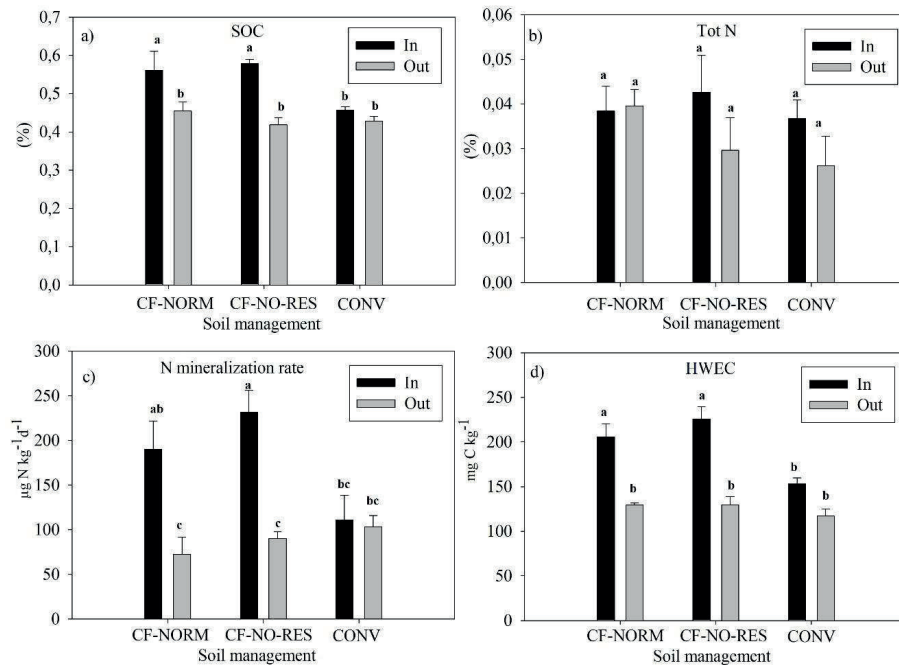 a)
SOC
In
Out
0,7
0,6
0,5
0,4
0,3
0,2
0,1
0,0
(%)
a
b
a
b
b
b
CF-NORM
CF-NO-RES
CONV
Soil management
b)
Tot N
In
Out
0,06
0,05
0,04
0,03
0,02
0,01
0,00
(%)
a
a
a
a
a
a
CF-NORM
CF-NO-RES
CONV
Soil management
c)
N mineralization rate
In
Out
300
250
200
150
100
50
0
µg N kg⁻¹d⁻¹
ab
c
a
c
bc
bc
CF-NORM
CF-NO-RES
CONV
Soil management
d)
HWEC
In
Out
300
250
200
150
100
50
0
mg C kg⁻¹
a
b
a
b
b
b
CF-NORM
CF-NO-RES
CONV
Soil management